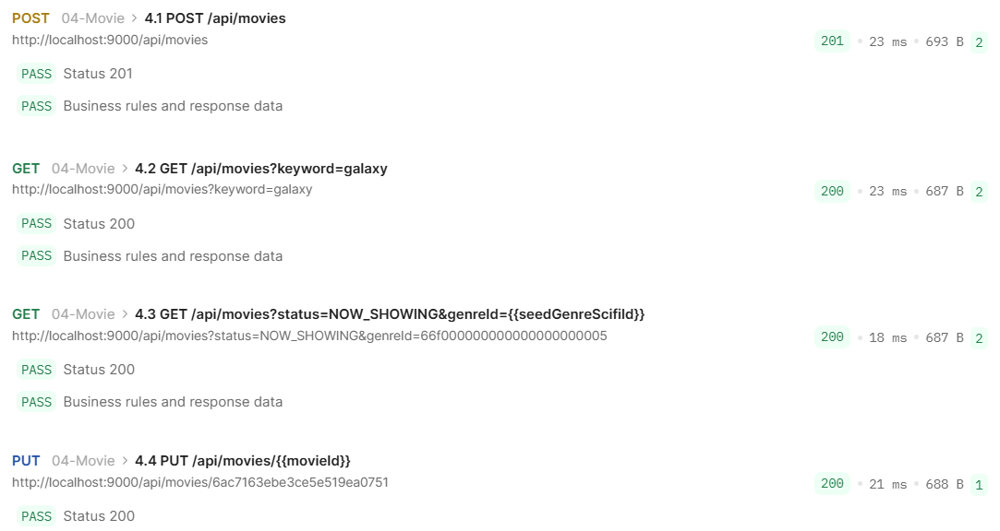 POST 04-Movie > 4.1 POST /api/movies
http://localhost:9000/api/movies 201 • 23 ms • 693 B 2
PASS Status 201
PASS Business rules and response data
GET 04-Movie > 4.2 GET /api/movies?keyword=galaxy
http://localhost:9000/api/movies?keyword=galaxy 200 • 23 ms • 687 B 2
PASS Status 200
PASS Business rules and response data
GET 04-Movie > 4.3 GET /api/movies?status=NOW_SHOWING&genreId={{seedGenreScifiId}}
http://localhost:9000/api/movies?status=NOW_SHOWING&genreId=66f000000000000000000005 200 • 18 ms • 687 B 2
PASS Status 200
PASS Business rules and response data
PUT 04-Movie > 4.4 PUT /api/movies/{{movieId}}
http://localhost:9000/api/movies/6ac7163ebe3ce5e519ea0751 200 • 21 ms • 688 B 1
PASS Status 200